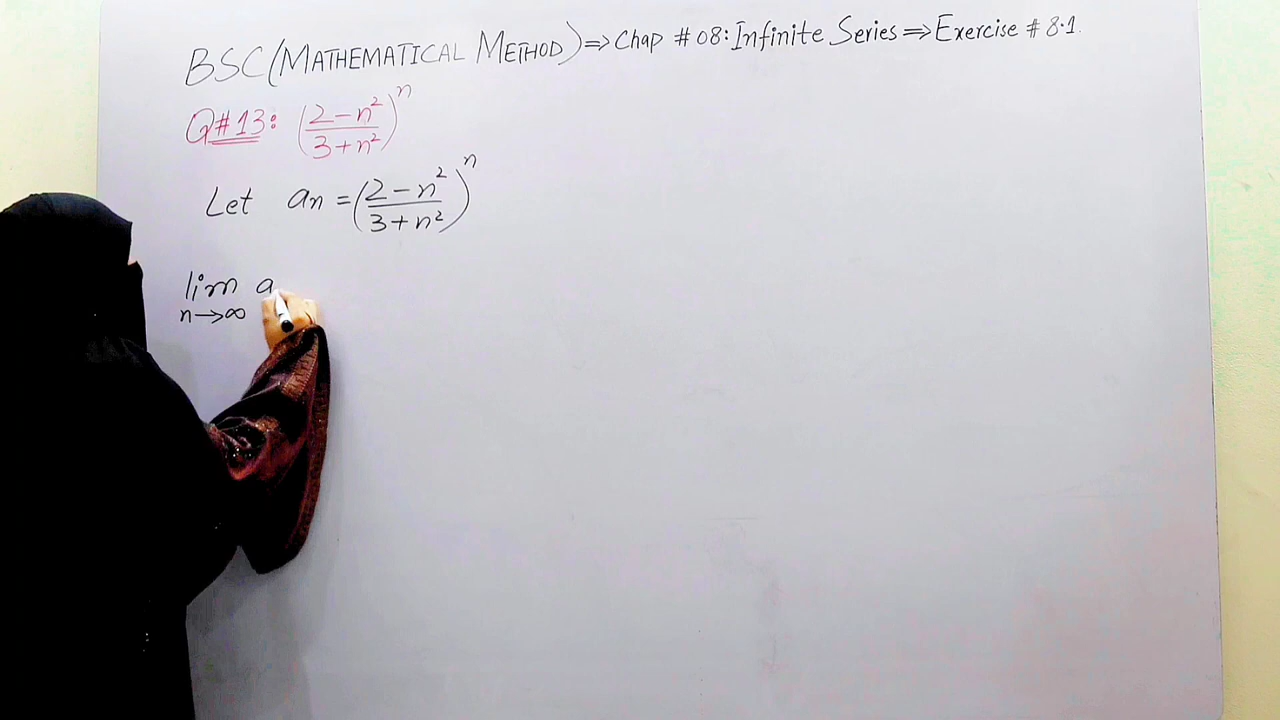 BSC (MATHEMATICAL METHOD) ⇒ Chap # 08: Infinite Series ⇒ Exercise # 8.1.
Q#13: ((2-n²)/(3+n²))ⁿ
Let an = ((2-n²)/(3+n²))ⁿ
lim a
n→∞